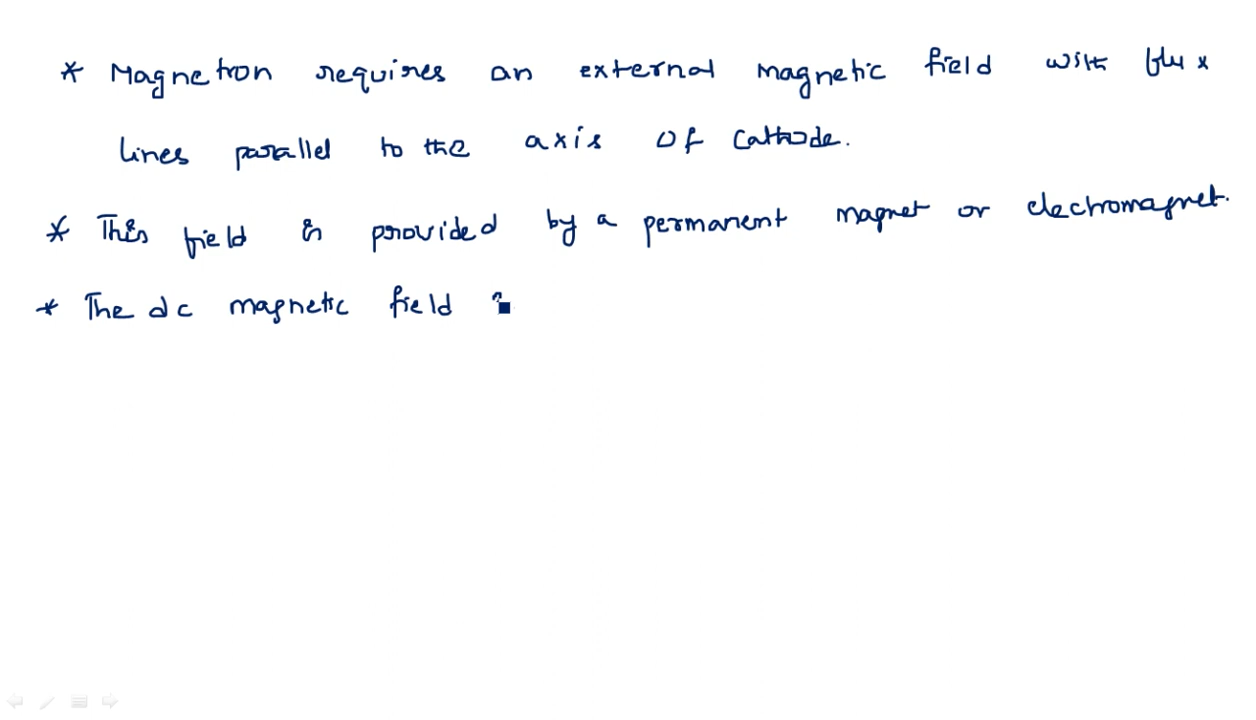 * Magnetron requires an external magnetic field with flux
lines parallel to the axis of cathode.
* This field is provided by a permanent magnet or electromagnet.
* The dc magnetic field